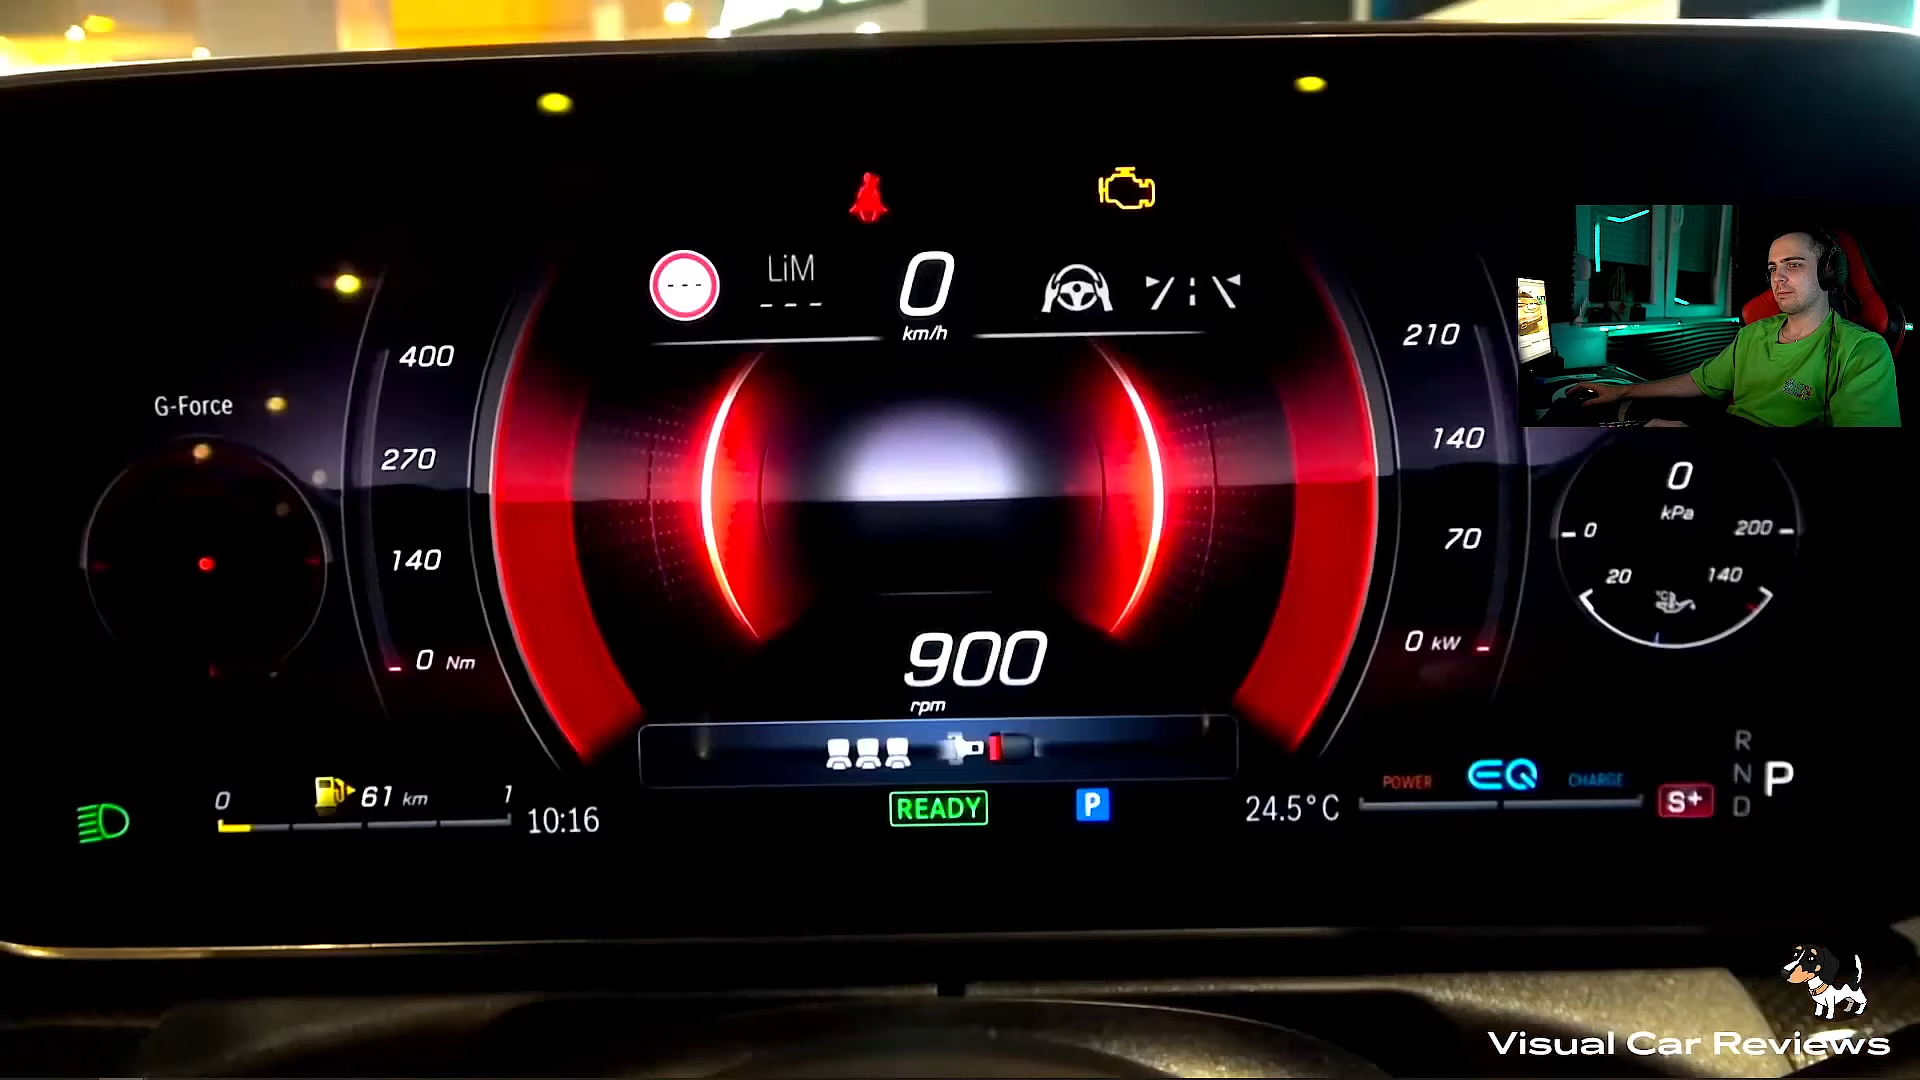 LiM
---
---
0
km/h
G-Force
400
270
140
0 Nm
210
140
70
0 kW
0
kPa
0
200
20
140
°C
900
rpm
0
61 km
1
10:16
READY
P
24.5°C
POWER
EQ
CHARGE
S+
R
N
D
P
Visual Car Reviews